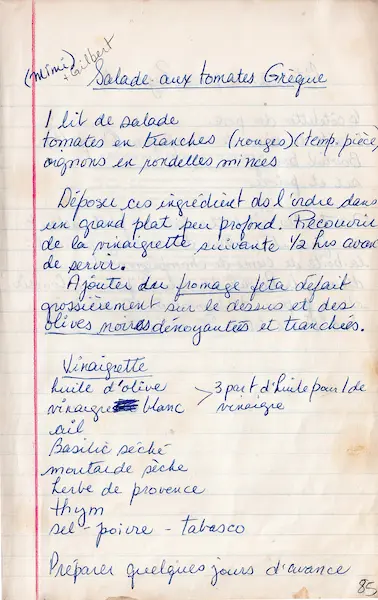 (Mimi)
+ Gilbert
Salade aux tomates Grèque
1 lit de salade
tomates en tranches (rouges) (temp. pièce)
oignons en rondelles minces
Déposer ces ingrédient ds l'ordre dans
un grand plat peu profond. Recouvrir
de la vinaigrette suivante 1/2 hrs avan
de servir.
Ajouter du fromage feta défait
grossièrement sur le dessus et des
olives noires dénoyautées et tranchées.
Vinaigrette
huile d'olive
vinaigre blanc > 3 part d'huile pour 1 de
vinaigre
ail
Basilic séché
moutarde sèche
herbe de provence
thym
sel - poivre - tabasco
Préparer quelques jours d'avance
85